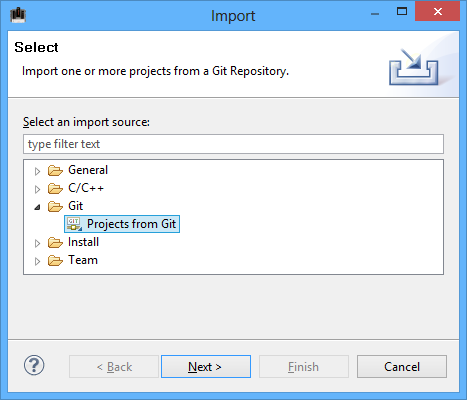 Import
Select
Import one or more projects from a Git Repository.
Select an import source:
type filter text
General
C/C++
Git
GIT
Projects from Git
Install
Team
?
< Back
Next >
Finish
Cancel